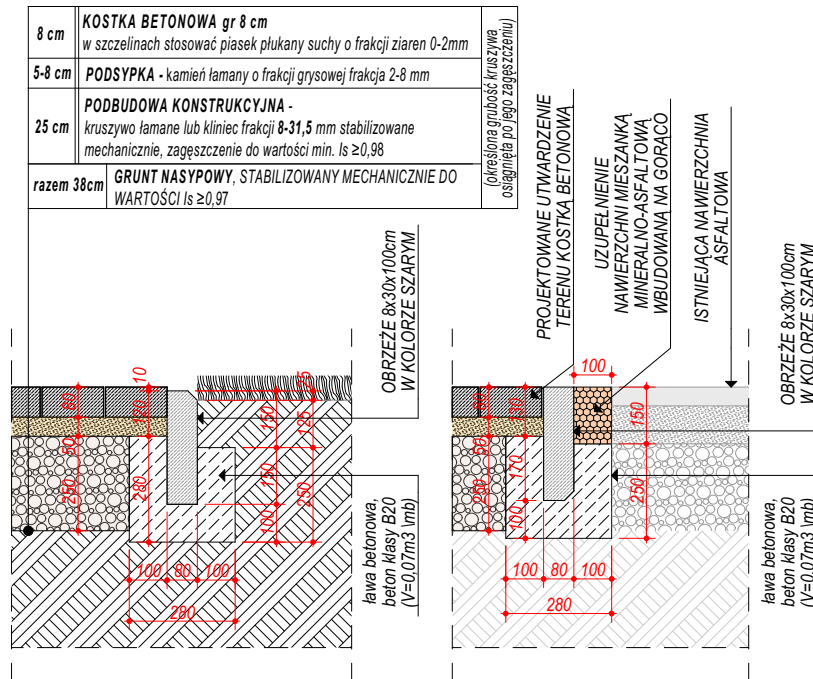 8 cm
KOSTKA BETONOWA gr 8 cm
w szczelinach stosować piasek płukany suchy o frakcji ziaren 0-2mm
5-8 cm
PODSYPKA - kamień łamany o frakcji grysowej frakcja 2-8 mm
25 cm
PODBUDOWA KONSTRUKCYJNA -
kruszywo łamane lub kliniec frakcji 8-31,5 mm stabilizowane
mechanicznie, zagęszczenie do wartości min. Is ≥0,98
razem 38cm
GRUNT NASYPOWY, STABILIZOWANY MECHANICZNIE DO
WARTOŚCI Is ≥0,97
(określona grubość kruszywa
osiągnięta po jego zagęszczeniu)
OBRZEŻE 8x30x100cm
W KOLORZE SZARYM
PROJEKTOWANE UTWARDZENIE
TERENU KOSTKĄ BETONOWĄ
UZUPEŁNIENIE
NAWIERZCHNI MIESZANKĄ
MINERALNO-ASFALTOWĄ
WBUDOWANĄ NA GORĄCO
ISTNIEJĄCA NAWIERZCHNIA
ASFALTOWA
OBRZEŻE 8x30x100cm
W KOLORZE SZARYM
10
80
120
50
250
280
25
150
125
150
250
100
100
80
100
280
ława betonowa,
beton klasy B20
(V=0,07m3 \mb)
100
80
130
50
250
170
100
150
250
100
80
100
280
ława betonowa,
beton klasy B20
(V=0,07m3 \mb)